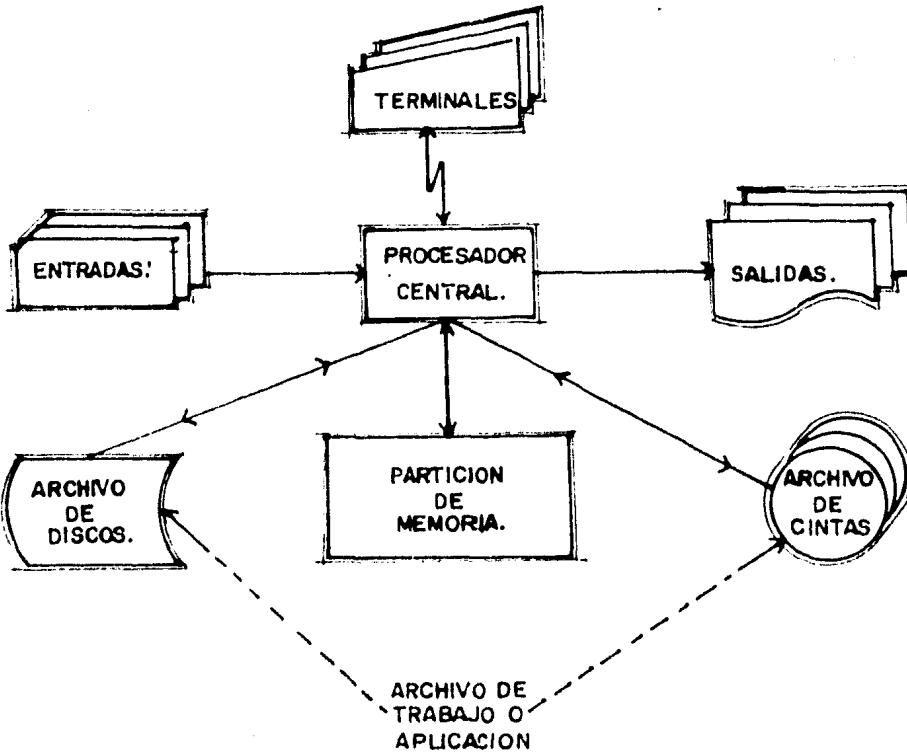 TERMINALES
ENTRADAS.
PROCESADOR
CENTRAL.
SALIDAS.
ARCHIVO
DE
DISCOS.
PARTICION
DE
MEMORIA.
ARCHIVO
DE
CINTAS
ARCHIVO DE
TRABAJO O
APLICACION